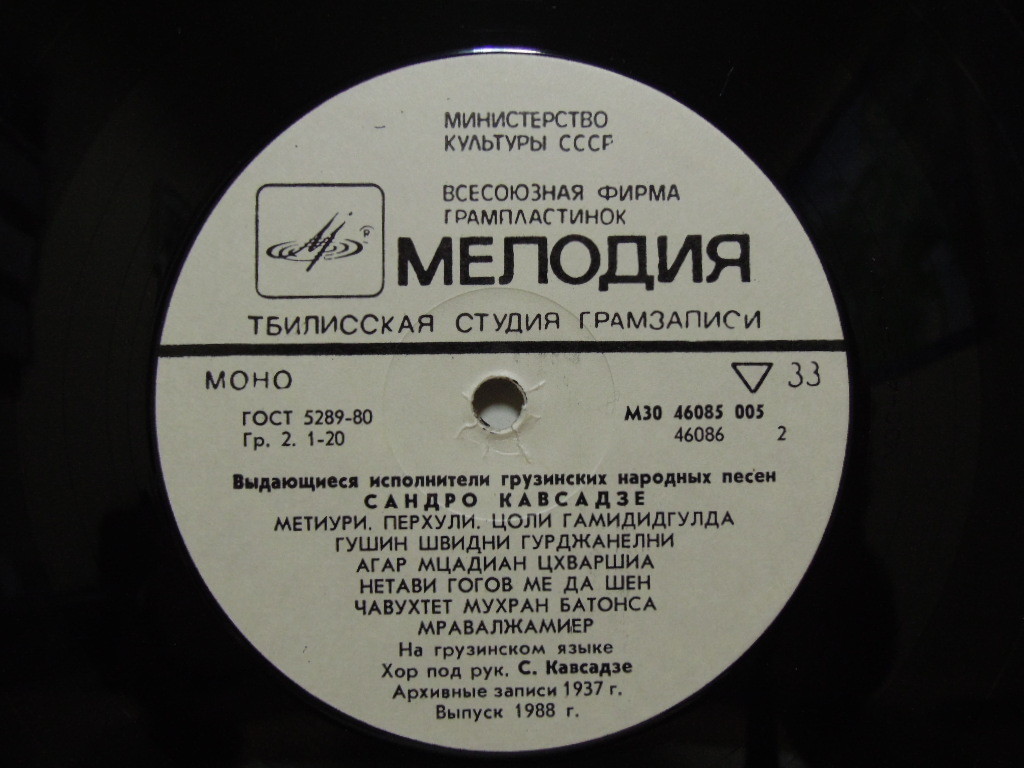 МИНИСТЕРСТВО
КУЛЬТУРЫ СССР
ВСЕСОЮЗНАЯ ФИРМА
ГРАМПЛАСТИНОК
МЕЛОДИЯ
ТБИЛИССКАЯ СТУДИЯ ГРАМЗАПИСИ
МОНО
33
ГОСТ 5289-80
Гр. 2. 1-20
М30 46085 005
46086 2
Выдающиеся исполнители грузинских народных песен
САНДРО КАВСАДЗЕ
МЕТИУРИ. ПЕРХУЛИ. ЦОЛИ ГАМИДИДГУЛДА
ГУШИН ШВИДНИ ГУРДЖАНЕЛНИ
АГАР МЦАДИАН ЦХВАРШИА
НЕТАВИ ГОГОВ МЕ ДА ШЕН
ЧАВУХТЕТ МУХРАН БАТОНСА
МРАВАЛЖАМИЕР
На грузинском языке
Хор под рук. С. Кавсадзе
Архивные записи 1937 г.
Выпуск 1988 г.